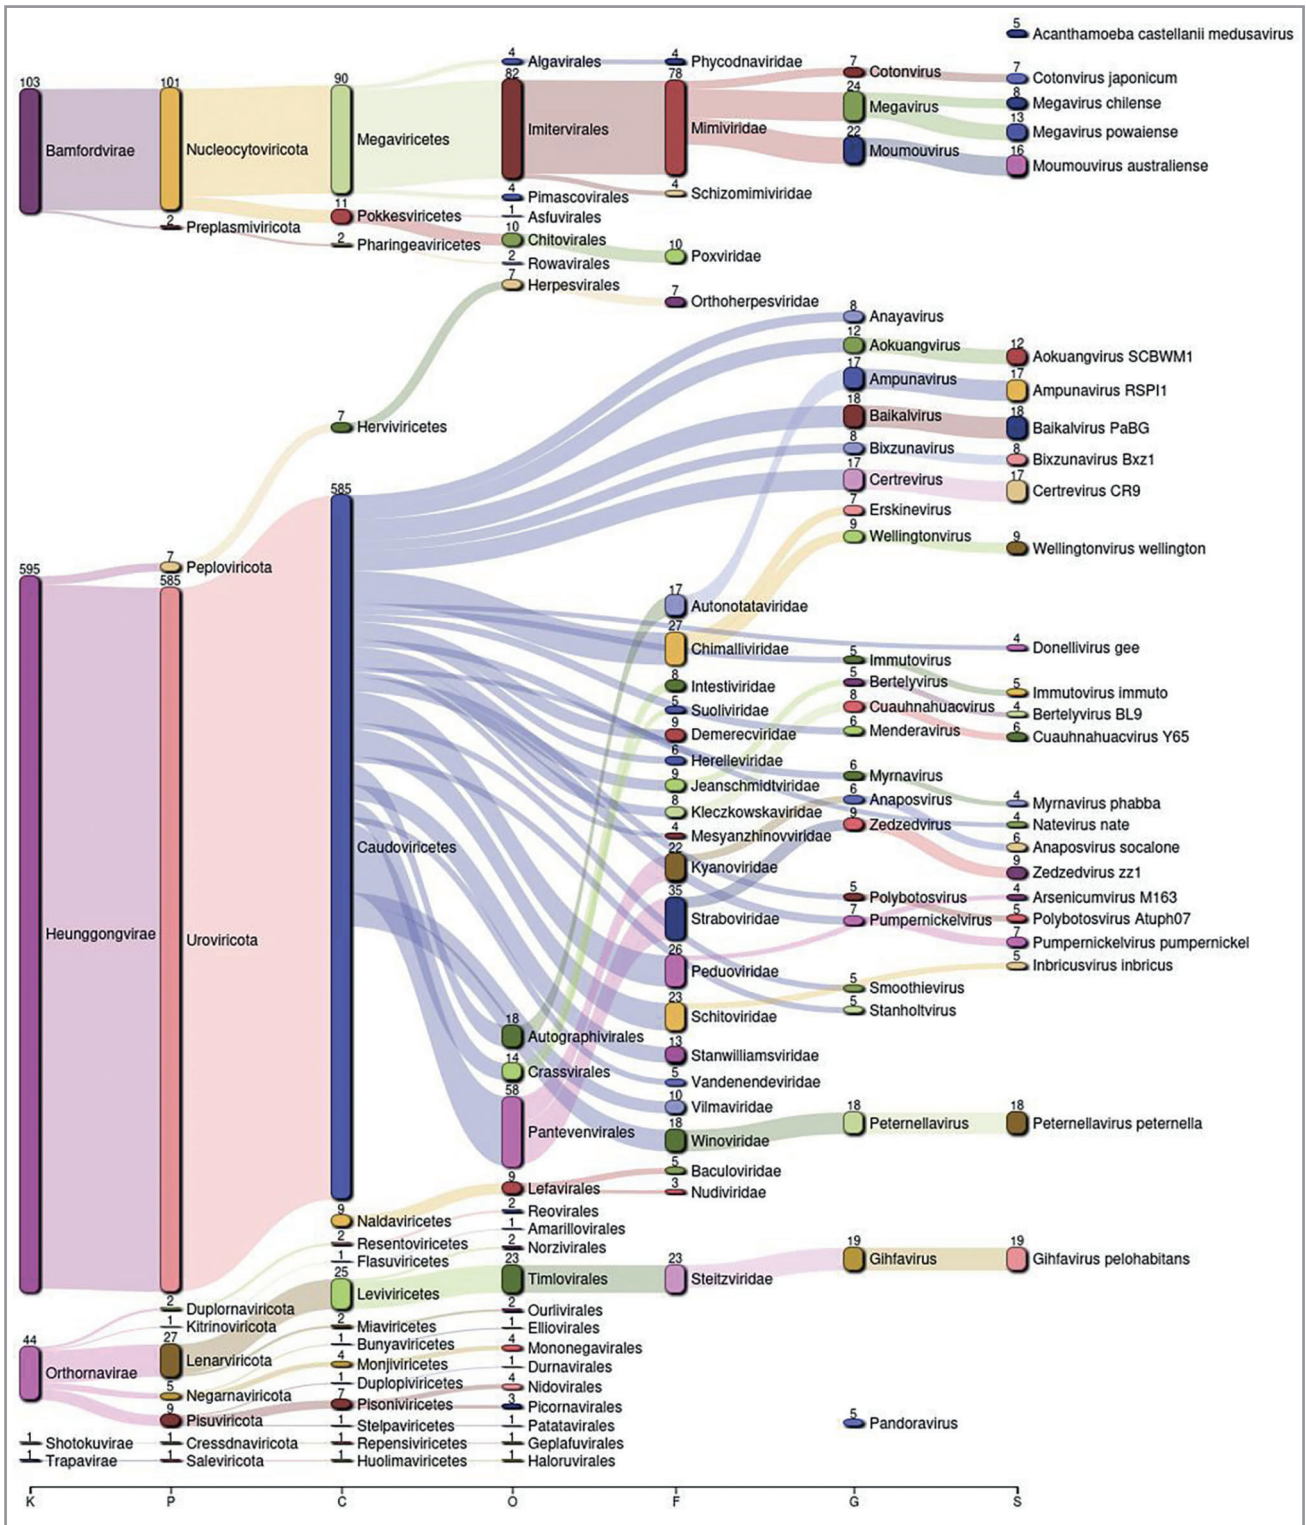 103
Bamfordvirae
595
Heunggongvirae
44
Orthornavirae
1
Shotokuvirae
1
Trapavirae
101
Nucleocytoviricota
2
Preplasmiviricota
7
Peploviricota
585
Uroviricota
2
Duplornaviricota
1
Kitrinoviricota
27
Lenarviricota
5
Negarnaviricota
9
Pisuviricota
1
Cressdnaviricota
1
Saleviricota
90
Megaviricetes
11
Pokkesviricetes
2
Pharingeaviricetes
7
Herviviricetes
585
Caudoviricetes
9
Naldaviricetes
2
Resentoviricetes
1
Flasuviricetes
25
Leviviricetes
2
Miaviricetes
1
Bunyaviricetes
4
Monjiviricetes
1
Duplopiviricetes
7
Pisoniviricetes
1
Stelpaviricetes
1
Repensiviricetes
1
Huolimaviricetes
4
Algavirales
82
Imitervirales
4
Pimascovirales
1
Asfuvirales
10
Chitovirales
2
Rowavirales
7
Herpesvirales
18
Autographivirales
14
Crassvirales
58
Pantevenvirales
9
Lefavirales
2
Reovirales
1
Amarillovirales
2
Norzivirales
23
Timlovirales
2
Ourlivirales
1
Elliovirales
4
Mononegavirales
1
Durnavirales
4
Nidovirales
3
Picornavirales
1
Patatavirales
1
Geplafuvirales
1
Haloruvirales
4
Phycodnaviridae
78
Mimiviridae
4
Schizomimiviridae
10
Poxviridae
7
Orthoherpesviridae
17
Autonotataviridae
27
Chimalliviridae
8
Intestiviridae
5
Suoliviridae
9
Demerecviridae
6
Herelleviridae
9
Jeanschmidtviridae
8
Kleczkowskaviridae
4
Mesyanzhinovviridae
22
Kyanoviridae
35
Straboviridae
26
Peduoviridae
23
Schitoviridae
13
Stanwilliamsviridae
5
Vandenendeviridae
10
Vilmaviridae
18
Winoviridae
5
Baculoviridae
3
Nudiviridae
23
Steitzviridae
7
Cotonvirus
24
Megavirus
22
Moumouvirus
8
Anayavirus
12
Aokuangvirus
17
Ampunavirus
18
Baikalvirus
8
Bixzunavirus
17
Certrevirus
7
Erskinevirus
9
Wellingtonvirus
5
Immutovirus
5
Bertelyvirus
8
Cuauhnahuacvirus
6
Menderavirus
6
Myrnavirus
6
Anaposvirus
9
Zedzedvirus
5
Polybotosvirus
7
Pumpernickelvirus
5
Smoothievirus
5
Stanholtvirus
18
Peternellavirus
19
Gihfavirus
5
Pandoravirus
5
Acanthamoeba castellanii medusavirus
7
Cotonvirus japonicum
8
Megavirus chilense
13
Megavirus powaiense
16
Moumouvirus australiense
12
Aokuangvirus SCBWM1
17
Ampunavirus RSPI1
18
Baikalvirus PaBG
8
Bixzunavirus Bxz1
17
Certrevirus CR9
9
Wellingtonvirus wellington
4
Donellivirus gee
5
Immutovirus immuto
4
Bertelyvirus BL9
6
Cuauhnahuacvirus Y65
4
Myrnavirus phabba
4
Natevirus nate
6
Anaposvirus socalone
9
Zedzedvirus zz1
4
Arsenicumvirus M163
5
Polybotosvirus Atuph07
7
Pumpernickelvirus pumpernickel
5
Inbricusvirus inbricus
18
Peternellavirus peternella
19
Gihfavirus pelohabitans
K P C O F G S